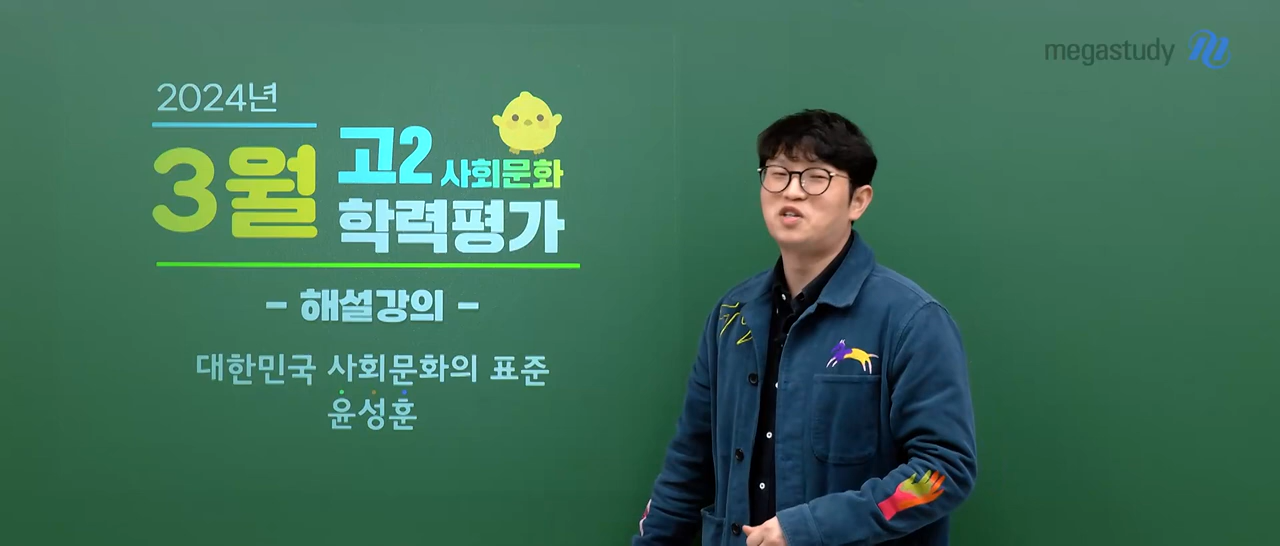 megastudy
2024년
3월 고2 사회문화
학력평가
- 해설강의 -
대한민국 사회문화의 표준
윤성훈